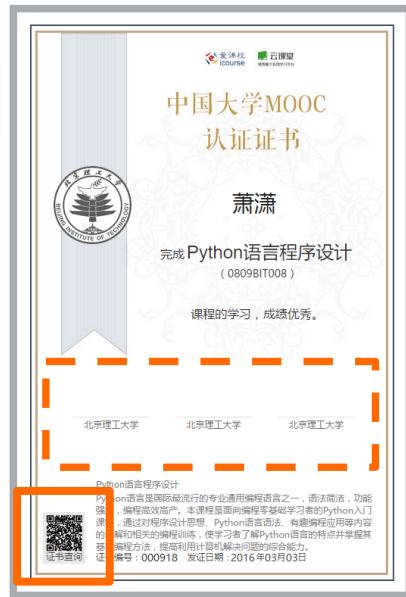 爱课程 云课堂
icourse
中国大学MOOC
认证证书
北京理工大学
BEIJING INSTITUTE OF TECHNOLOGY
萧潇
完成 Python语言程序设计
(0809BIT008)
课程的学习，成绩优秀。
北京理工大学 北京理工大学 北京理工大学
Python语言程序设计
Python语言是国际最流行的专业通用编程语言之一，语法简洁，功能
强大，编程高效高产。本课程是面向编程零基础学习者的Python入门
课程，通过对程序设计思想、Python语言语法、有趣编程应用等内容
的讲解和相关的编程训练，使学习者了解Python语言的特点并掌握其
基本编程方法，提高利用计算机解决问题的综合能力。
证书查询 证书编号：000918 发证日期：2016年03月03日